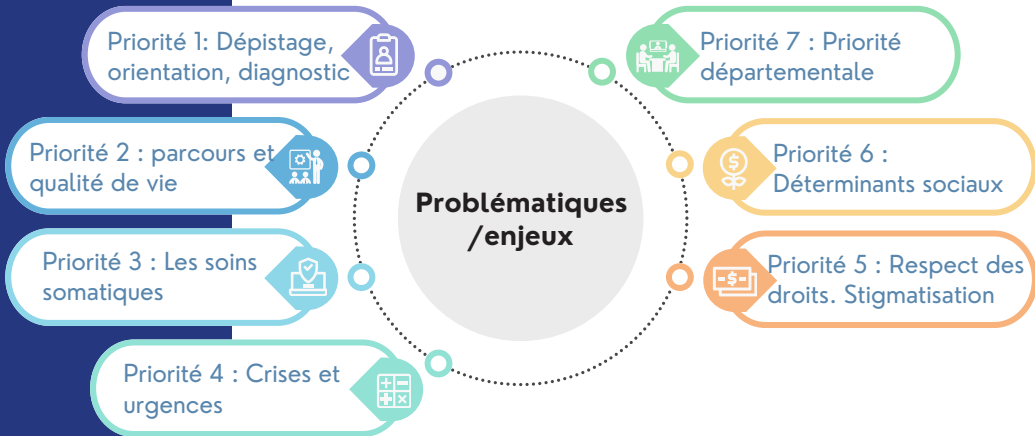 Priorité 1: Dépistage,
orientation, diagnostic
Priorité 2 : parcours et
qualité de vie
Priorité 3 : Les soins
somatiques
Priorité 4 : Crises et
urgences
Problématiques
/enjeux
Priorité 7 : Priorité
départementale
Priorité 6 :
Déterminants sociaux
Priorité 5 : Respect des
droits. Stigmatisation